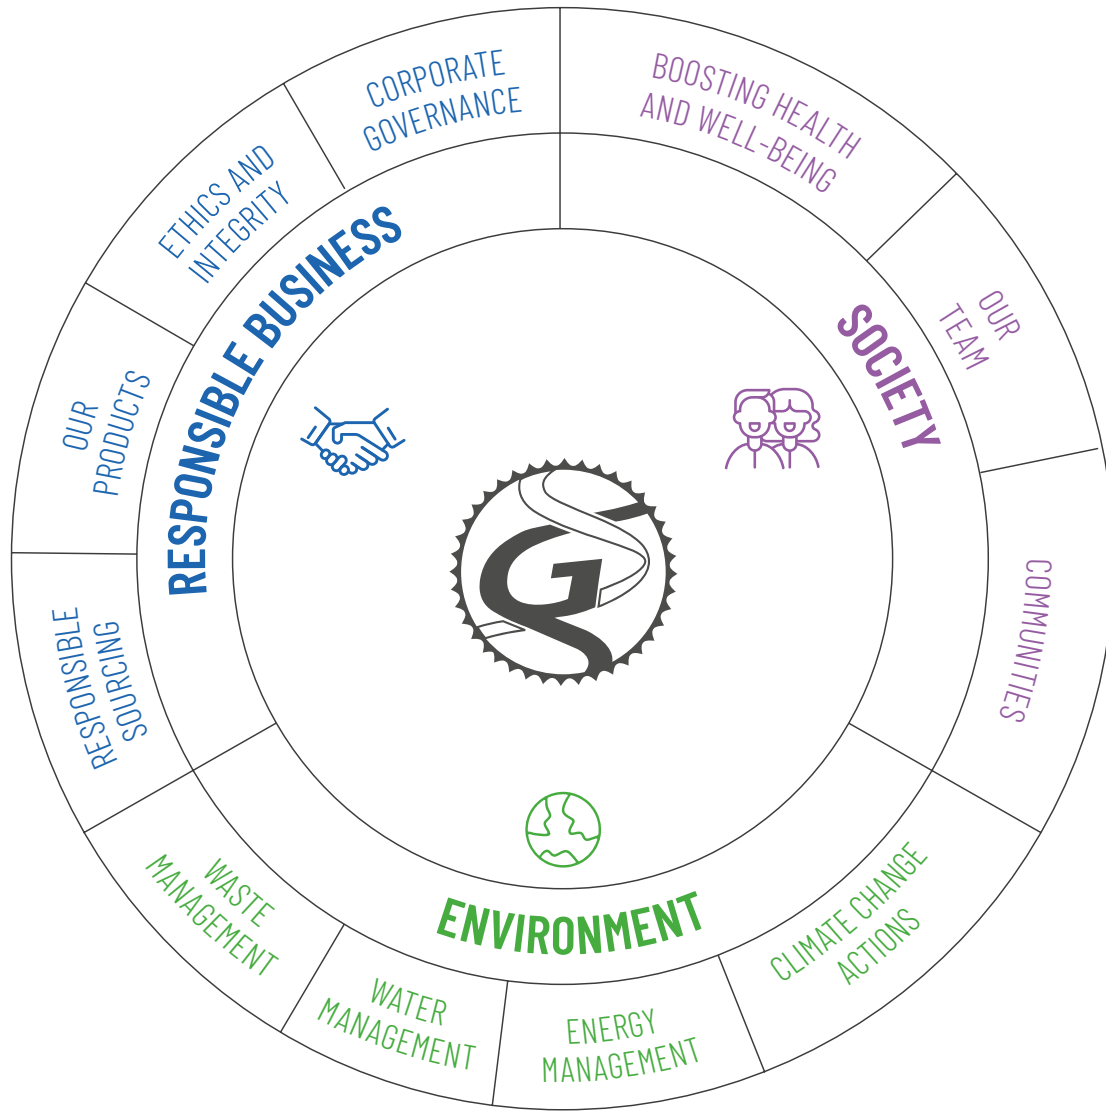 CORPORATE
GOVERNANCE
BOOSTING HEALTH
AND WELL-BEING
ETHICS AND
INTEGRITY
RESPONSIBLE BUSINESS
SOCIETY
OUR
TEAM
OUR
PRODUCTS
COMMUNITIES
RESPONSIBLE
SOURCING
WASTE
MANAGEMENT
ENVIRONMENT
CLIMATE CHANGE
ACTIONS
WATER
MANAGEMENT
ENERGY
MANAGEMENT
G